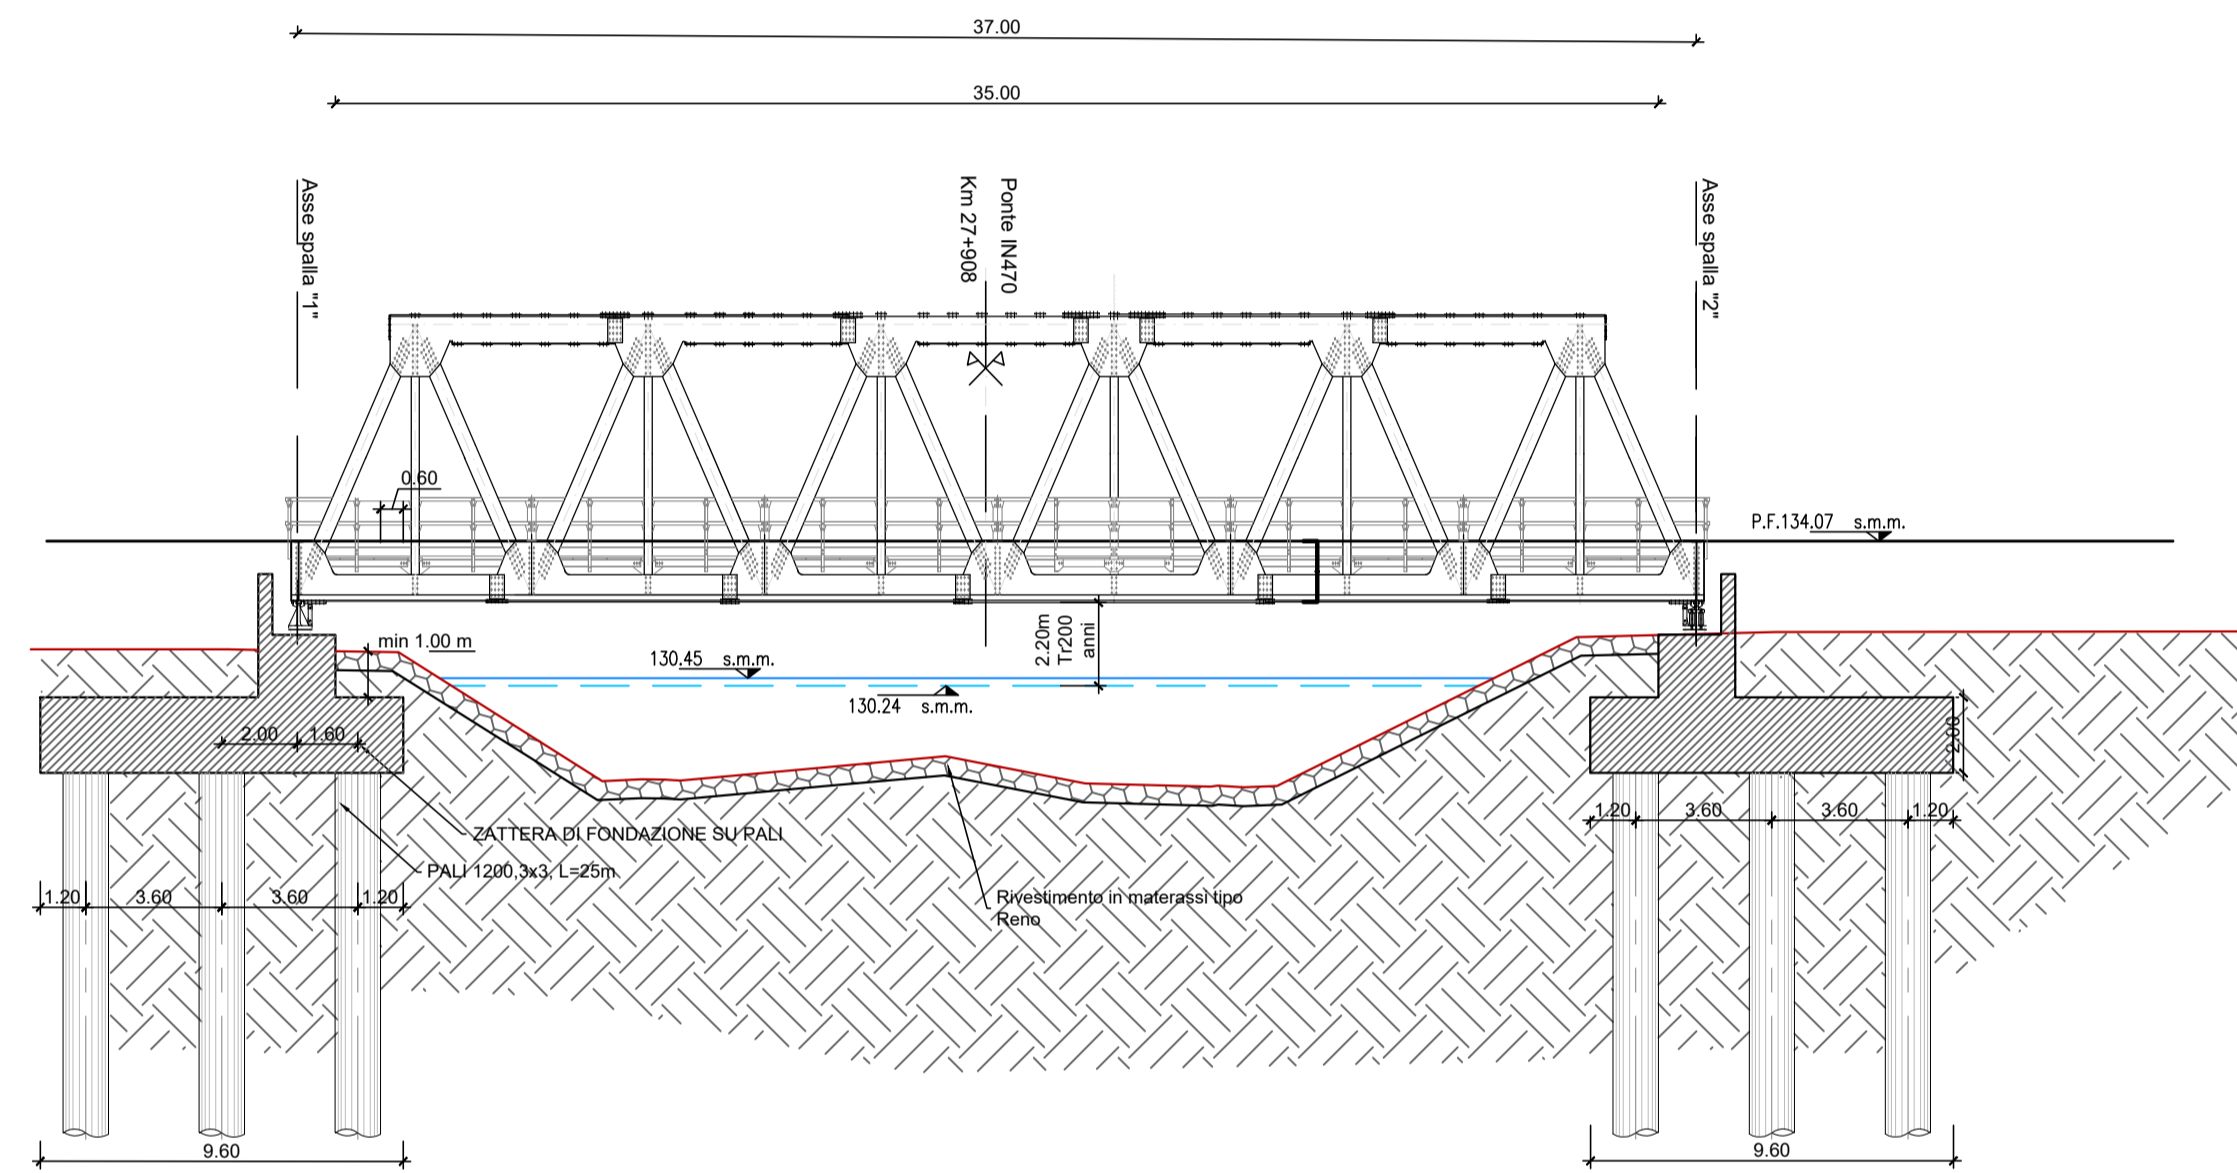 37.00
35.00
Asse spalla "1"
Km 27+908
Ponte IN470
Asse spalla "2"
0.60
P.F.134.07 s.m.m.
min 1.00 m
130.45 s.m.m.
2.20m
Tr200
anni
130.24 s.m.m.
2.00
1.60
2.00
ZATTERA DI FONDAZIONE SU PALI
PALI 1200,3x3, L=25m
1.20
3.60
3.60
1.20
1.20
3.60
3.60
1.20
Rivestimento in materassi tipo
Reno
9.60
9.60